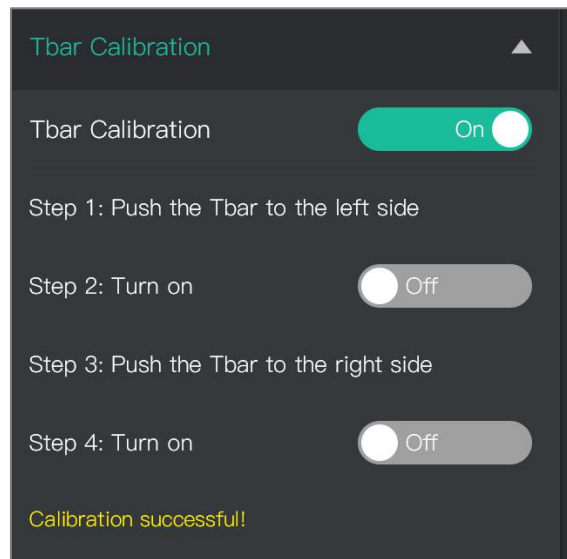 Tbar Calibration
Tbar Calibration On
Step 1: Push the Tbar to the left side
Step 2: Turn on Off
Step 3: Push the Tbar to the right side
Step 4: Turn on Off
Calibration successful!